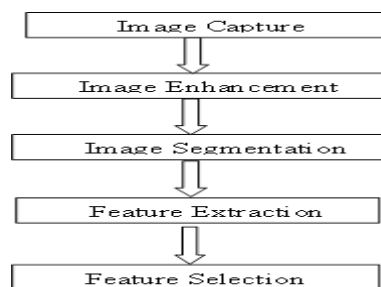 Image Capture
Image Enhancement
Image Segmentation
Feature Extraction
Feature Selection